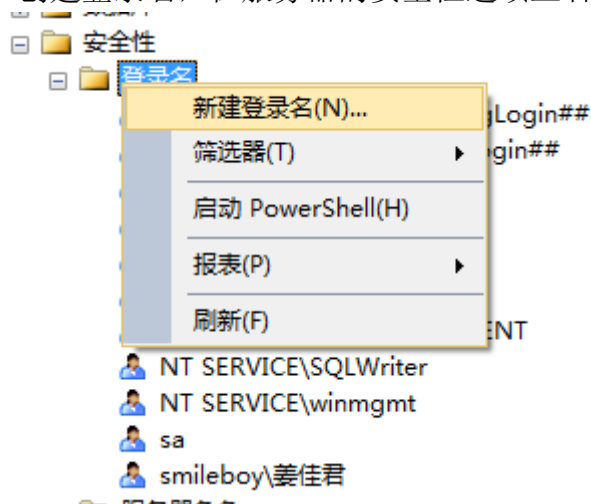 安全性
登录名
新建登录名(N)...
gLogin##
筛选器(T)
gin##
启动 PowerShell(H)
报表(P)
刷新(F)
ENT
NT SERVICE\SQLWriter
NT SERVICE\winmgmt
sa
smileboy\姜佳君